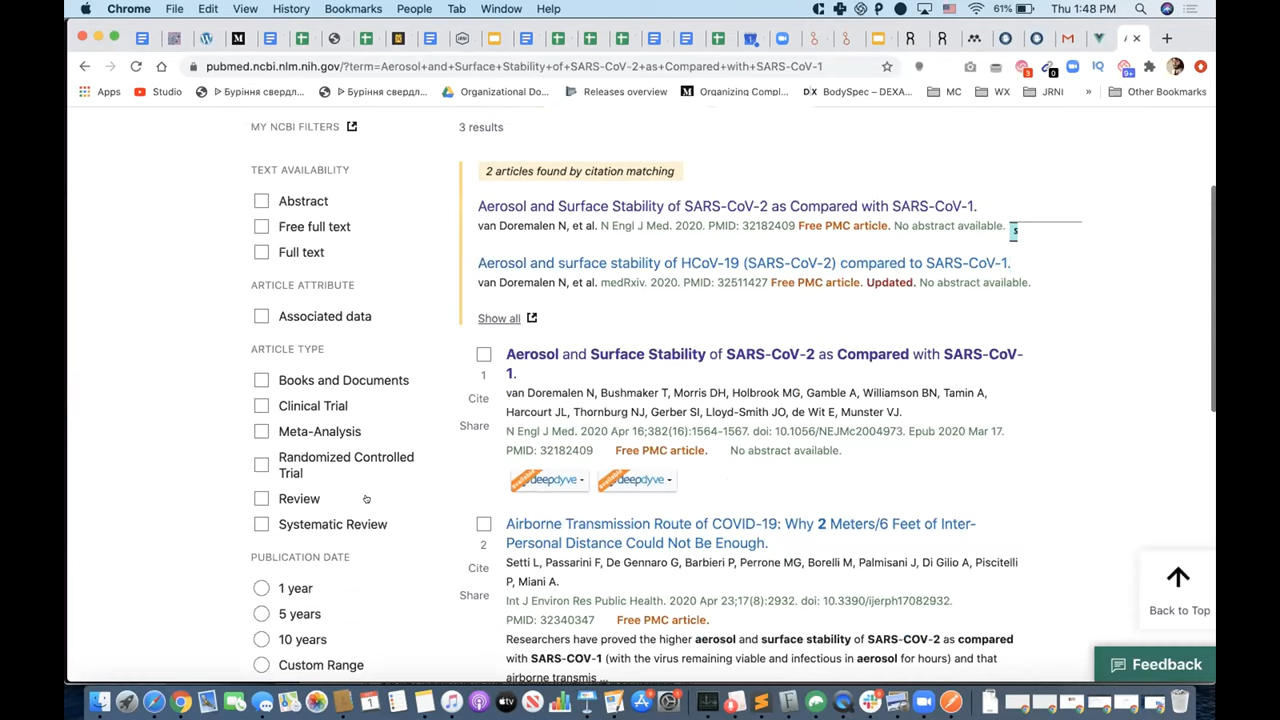 Chrome File Edit View History Bookmarks People Tab Window Help 61% Thu 1:48 PM
pubmed.ncbi.nlm.nih.gov/?term=Aerosol+and+Surface+Stability+of+SARS-CoV-2+as+Compared+with+SARS-CoV-1
Apps Studio Буріння свердл... Буріння свердл... Organizational Do... Releases overview Organizing Compl... BodySpec – DEXA... MC WX JRNI » Other Bookmarks
MY NCBI FILTERS
3 results
TEXT AVAILABILITY
Abstract
Free full text
Full text
ARTICLE ATTRIBUTE
Associated data
ARTICLE TYPE
Books and Documents
Clinical Trial
Meta-Analysis
Randomized Controlled
Trial
Review
Systematic Review
PUBLICATION DATE
1 year
5 years
10 years
Custom Range
2 articles found by citation matching
Aerosol and Surface Stability of SARS-CoV-2 as Compared with SARS-CoV-1.
van Doremalen N, et al. N Engl J Med. 2020. PMID: 32182409 Free PMC article. No abstract available.
s
Aerosol and surface stability of HCoV-19 (SARS-CoV-2) compared to SARS-CoV-1.
van Doremalen N, et al. medRxiv. 2020. PMID: 32511427 Free PMC article. Updated. No abstract available.
Show all
1
Cite
Share
Aerosol and Surface Stability of SARS-CoV-2 as Compared with SARS-CoV-
1.
van Doremalen N, Bushmaker T, Morris DH, Holbrook MG, Gamble A, Williamson BN, Tamin A,
Harcourt JL, Thornburg NJ, Gerber SI, Lloyd-Smith JO, de Wit E, Munster VJ.
N Engl J Med. 2020 Apr 16;382(16):1564-1567. doi: 10.1056/NEJMc2004973. Epub 2020 Mar 17.
PMID: 32182409 Free PMC article. No abstract available.
deepdyve deepdyve
2
Cite
Share
Airborne Transmission Route of COVID-19: Why 2 Meters/6 Feet of Inter-
Personal Distance Could Not Be Enough.
Setti L, Passarini F, De Gennaro G, Barbieri P, Perrone MG, Borelli M, Palmisani J, Di Gilio A, Piscitelli
P, Miani A.
Int J Environ Res Public Health. 2020 Apr 23;17(8):2932. doi: 10.3390/ijerph17082932.
PMID: 32340347 Free PMC article.
Researchers have proved the higher aerosol and surface stability of SARS-COV-2 as compared
with SARS-COV-1 (with the virus remaining viable and infectious in aerosol for hours) and that
airborne transmis ...
Back to Top
Feedback